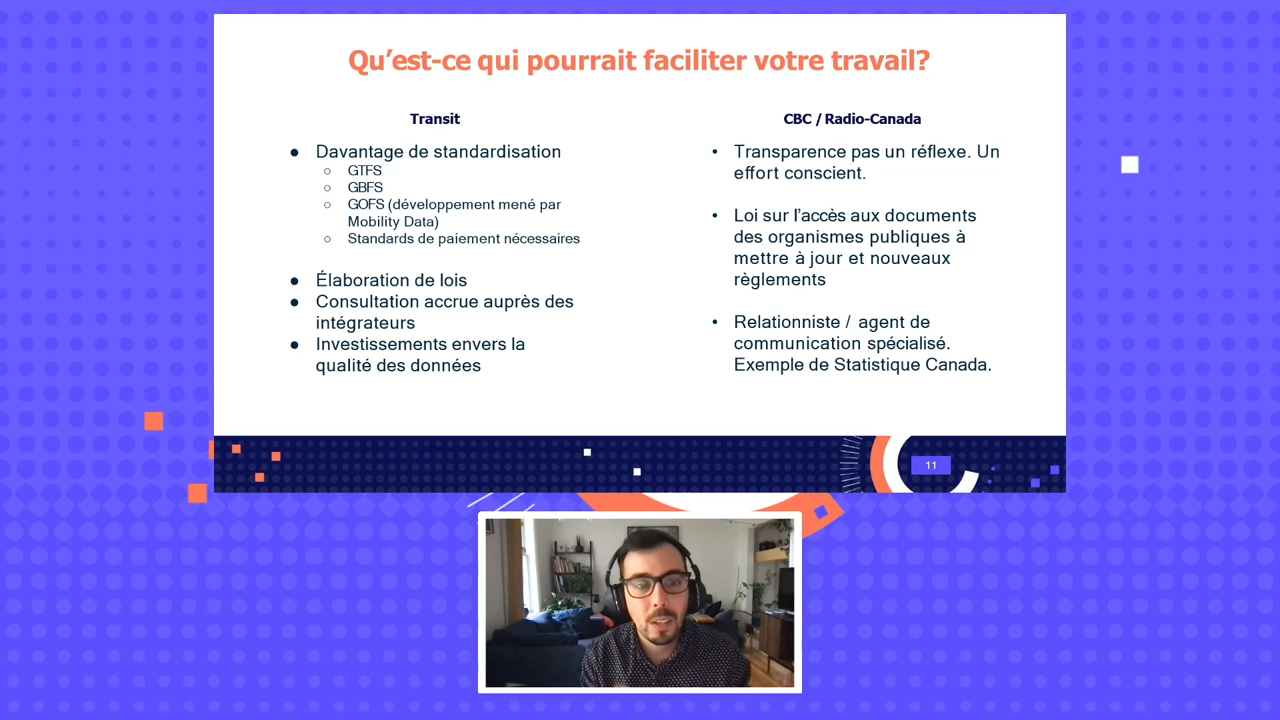 Qu'est-ce qui pourrait faciliter votre travail?
Transit
● Davantage de standardisation
○ GTFS
○ GBFS
○ GOFS (développement mené par
Mobility Data)
○ Standards de paiement nécessaires
● Élaboration de lois
● Consultation accrue auprès des
intégrateurs
● Investissements envers la
qualité des données
CBC / Radio-Canada
• Transparence pas un réflexe. Un
effort conscient.
• Loi sur l'accès aux documents
des organismes publiques à
mettre à jour et nouveaux
règlements
• Relationniste / agent de
communication spécialisé.
Exemple de Statistique Canada.
11